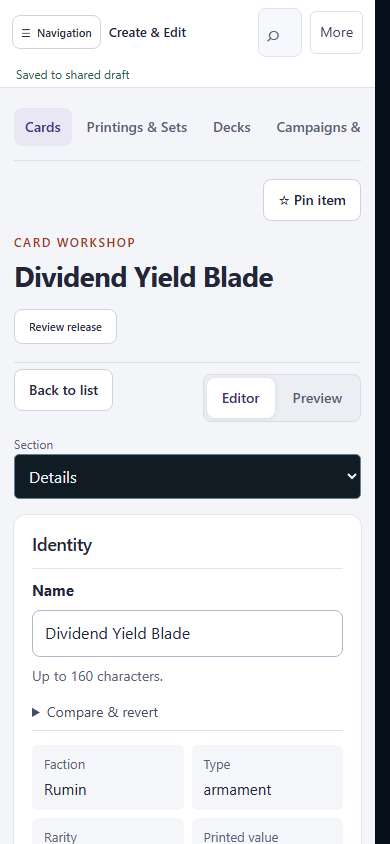 ☰ Navigation Create & Edit More
Saved to shared draft
Cards Printings & Sets Decks Campaigns &
☆ Pin item
CARD WORKSHOP
Dividend Yield Blade
Review release
Back to list Editor Preview
Section
Details
Identity
Name
Dividend Yield Blade
Up to 160 characters.
▶ Compare & revert
Faction Type
Rumin armament
Rarity Printed value